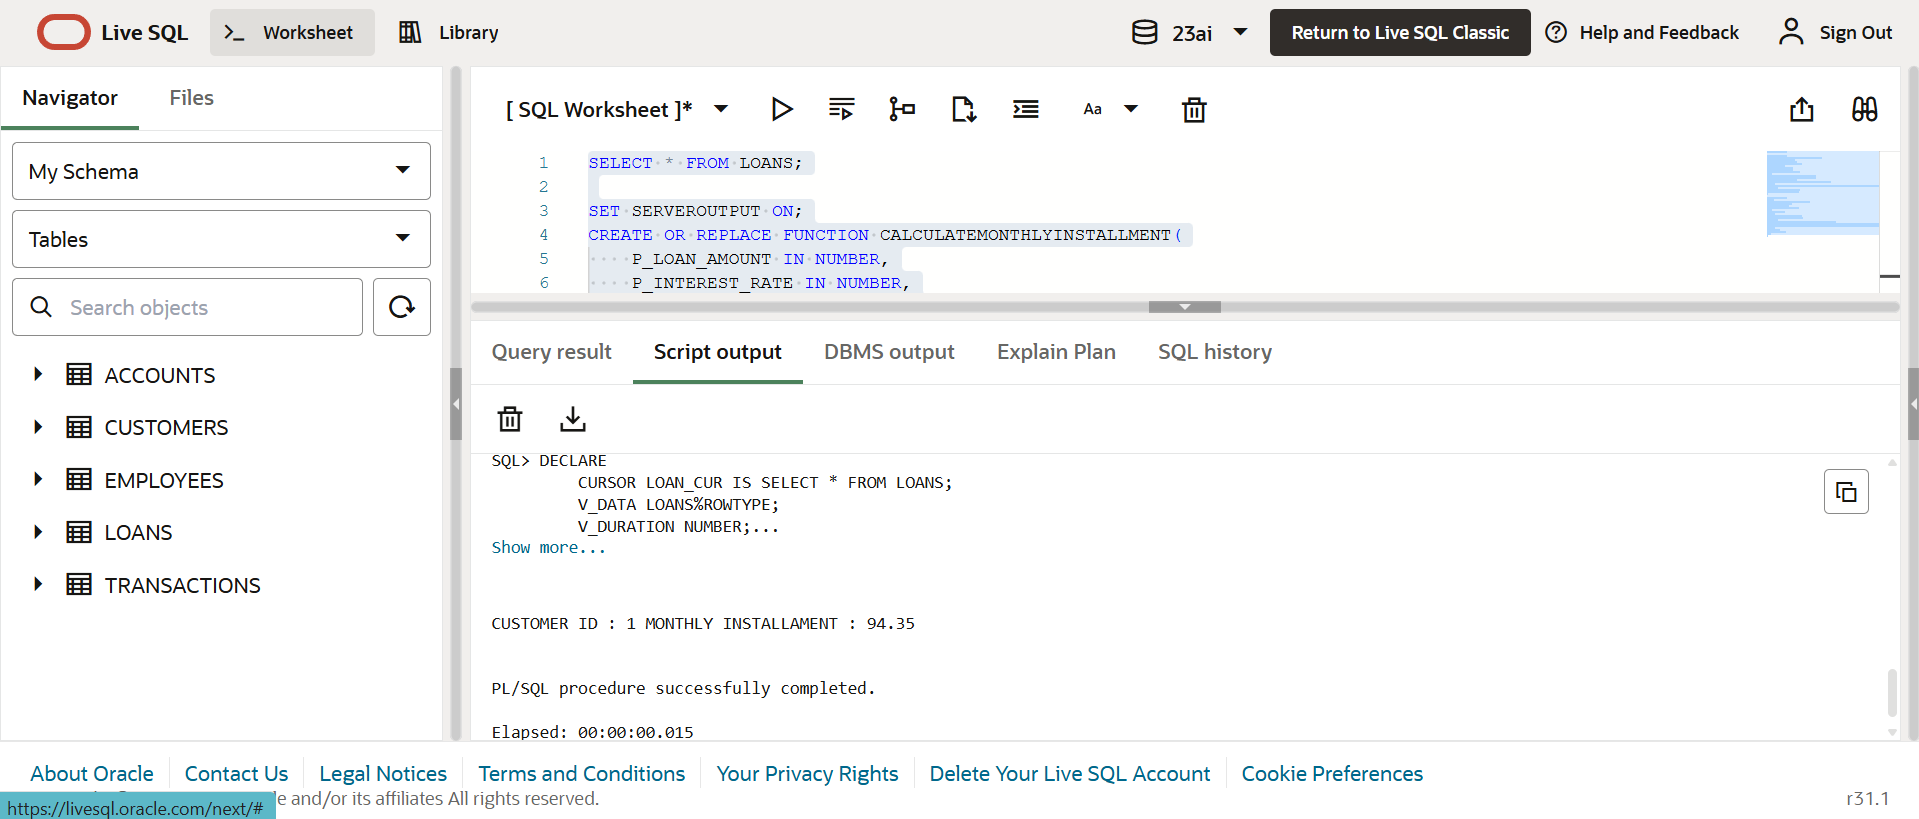 Live SQL
Worksheet
Library
23ai
Return to Live SQL Classic
Help and Feedback
Sign Out
Navigator
Files
My Schema
Tables
Search objects
ACCOUNTS
CUSTOMERS
EMPLOYEES
LOANS
TRANSACTIONS
[ SQL Worksheet ]*
Aa
1 SELECT * FROM LOANS;
2
3 SET SERVEROUTPUT ON;
4 CREATE OR REPLACE FUNCTION CALCULATEMONTHLYINSTALLMENT(
5 P_LOAN_AMOUNT IN NUMBER,
6 P_INTEREST_RATE IN NUMBER,
Query result
Script output
DBMS output
Explain Plan
SQL history
SQL> DECLARE
CURSOR LOAN_CUR IS SELECT * FROM LOANS;
V_DATA LOANS%ROWTYPE;
V_DURATION NUMBER;...
Show more...
CUSTOMER ID : 1 MONTHLY INSTALLAMENT : 94.35
PL/SQL procedure successfully completed.
Elapsed: 00:00:00.015
About Oracle
Contact Us
Legal Notices
Terms and Conditions
Your Privacy Rights
Delete Your Live SQL Account
Cookie Preferences
and/or its affiliates All rights reserved.
https://livesql.oracle.com/next/#
r31.1